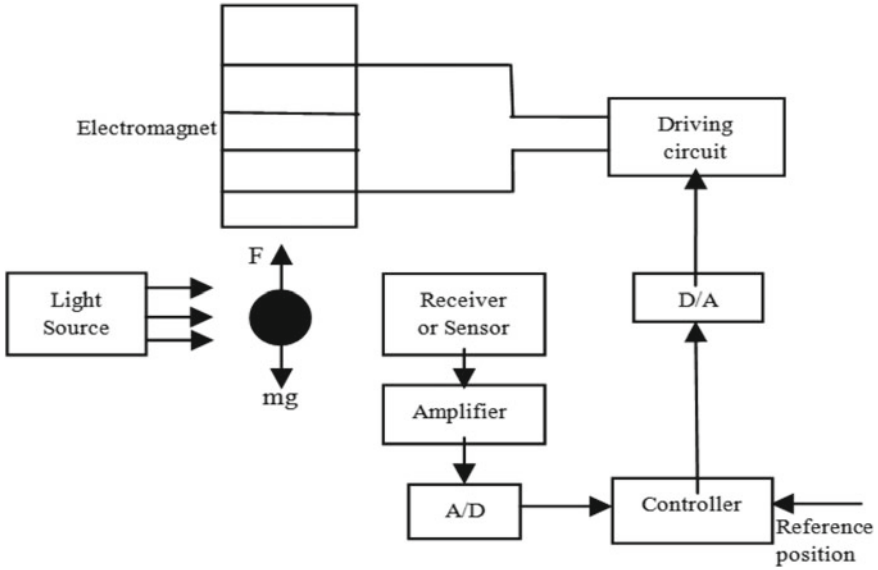 Electromagnet
Driving
circuit
F
Light
Source
Receiver
or Sensor
D/A
mg
Amplifier
A/D
Controller
Reference
position